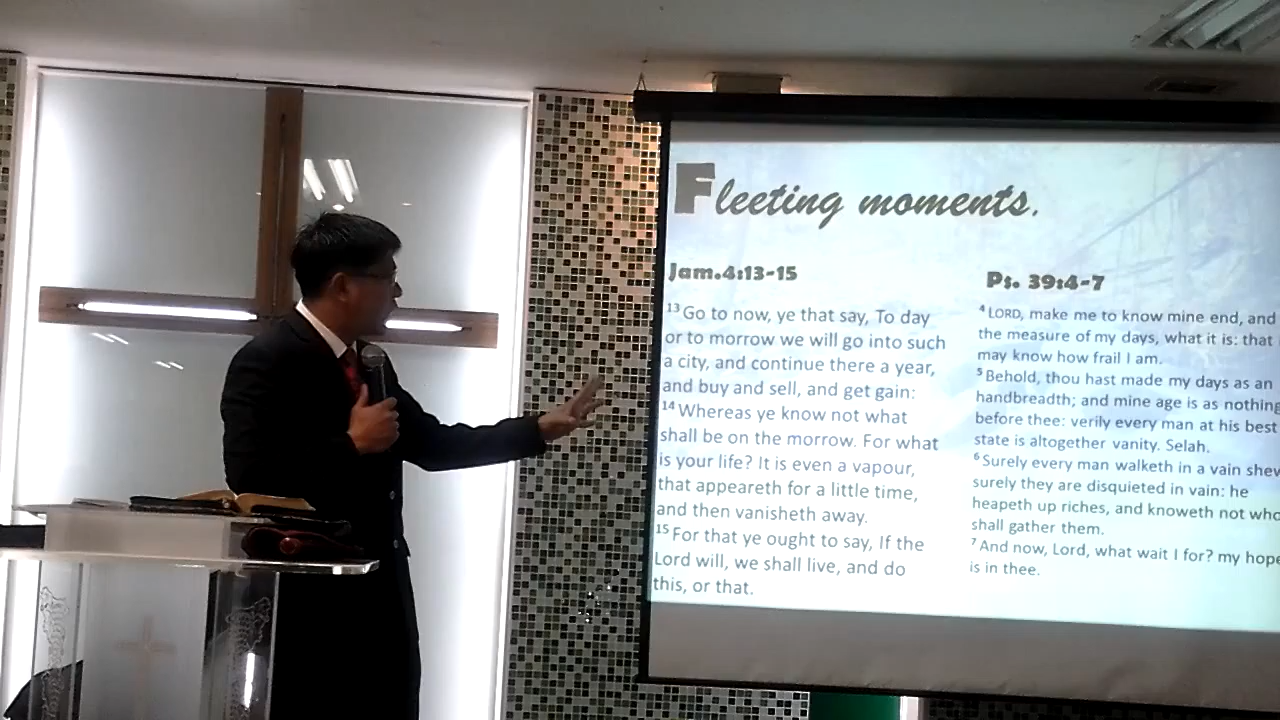 Fleeting moments.
Jam.4:13-15
13 Go to now, ye that say, To day
or to morrow we will go into such
a city, and continue there a year,
and buy and sell, and get gain:
14 Whereas ye know not what
shall be on the morrow. For what
is your life? It is even a vapour,
that appeareth for a little time,
and then vanisheth away.
15 For that ye ought to say, If the
Lord will, we shall live, and do
this, or that.
Ps. 39:4-7
4 LORD, make me to know mine end, and
the measure of my days, what it is: that
may know how frail I am.
5 Behold, thou hast made my days as an
handbreadth; and mine age is as nothing
before thee: verily every man at his best
state is altogether vanity. Selah.
6 Surely every man walketh in a vain shew
surely they are disquieted in vain: he
heapeth up riches, and knoweth not who
shall gather them.
7 And now, Lord, what wait I for? my hope
is in thee.